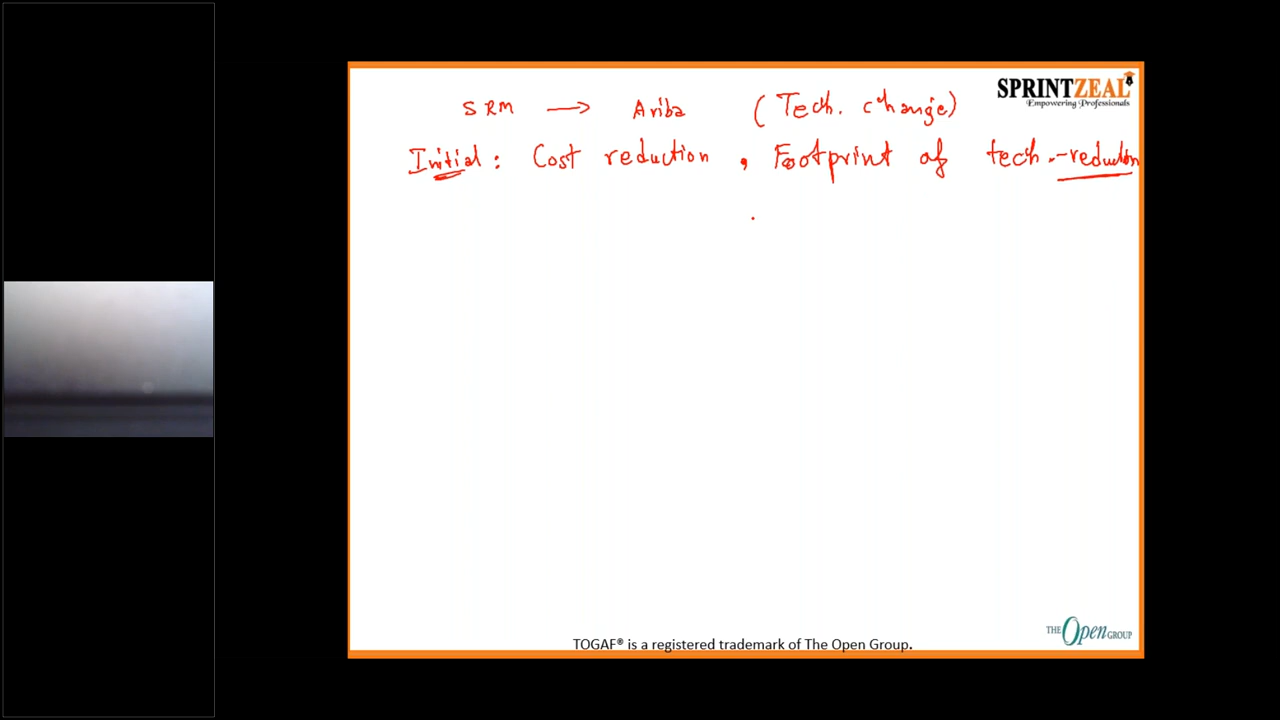 SPRINTZEAL
Empowering Professionals
SRM → Ariba (Tech. change)
Initial : Cost reduction , Footprint of tech. - reduction
THE Open GROUP
TOGAF® is a registered trademark of The Open Group.